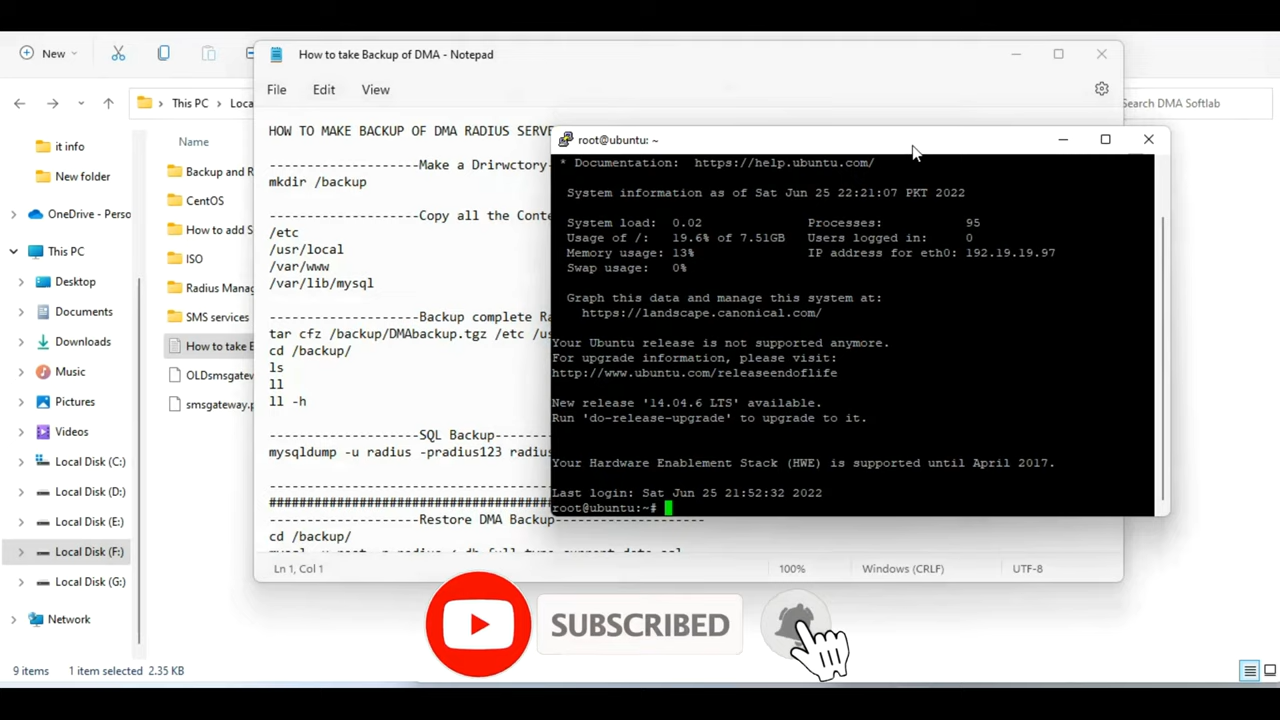 New
How to take Backup of DMA - Notepad
File Edit View
This PC
Search DMA Softlab
it info
New folder
OneDrive - Perso
This PC
Desktop
Documents
Downloads
Music
Pictures
Videos
Local Disk (C:)
Local Disk (D:)
Local Disk (E:)
Local Disk (F:)
Local Disk (G:)
Network
9 items 1 item selected 2.35 KB
Name
Backup and R
CentOS
How to add S
ISO
Radius Manag
SMS services
How to take
OLDsmsgatew
smsgateway.p
HOW TO MAKE BACKUP OF DMA RADIUS SERVE
--------------------Make a Drirwctory-
mkdir /backup
--------------------Copy all the Conte
/etc
/usr/local
/var/www
/var/lib/mysql
--------------------Backup complete Ra
tar cfz /backup/DMAbackup.tgz /etc /us
cd /backup/
ls
ll
ll -h
--------------------SQL Backup------
mysqldump -u radius -pradius123 radius
--------------------------------------
######################################
--------------------Restore DMA Backup--------------------
cd /backup/
Ln 1, Col 1 100% Windows (CRLF) UTF-8
root@ubuntu: ~
* Documentation: https://help.ubuntu.com/
System information as of Sat Jun 25 22:21:07 PKT 2022
System load: 0.02 Processes: 95
Usage of /: 19.6% of 7.51GB Users logged in: 0
Memory usage: 13% IP address for eth0: 192.19.19.97
Swap usage: 0%
Graph this data and manage this system at:
https://landscape.canonical.com/
Your Ubuntu release is not supported anymore.
For upgrade information, please visit:
http://www.ubuntu.com/releaseendoflife
New release '14.04.6 LTS' available.
Run 'do-release-upgrade' to upgrade to it.
Your Hardware Enablement Stack (HWE) is supported until April 2017.
Last login: Sat Jun 25 21:52:32 2022
root@ubuntu:~#
SUBSCRIBED